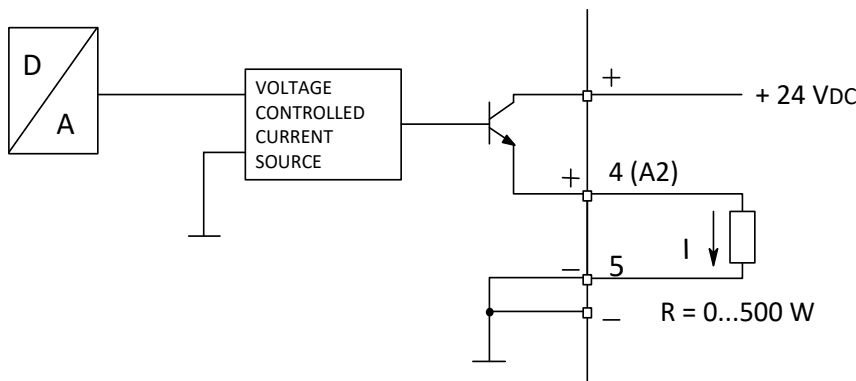 D
A
VOLTAGE
CONTROLLED
CURRENT
SOURCE
+
+ 24 VDC
+
4 (A2)
I
–
5
–
R = 0...500 W